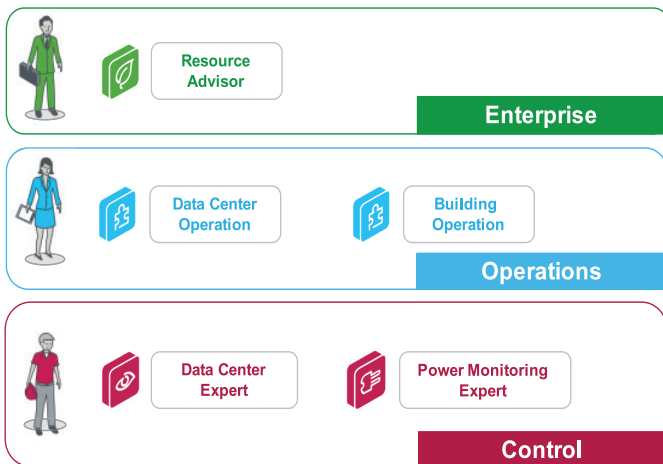 Resource
Advisor
Enterprise
Data Center
Operation
Building
Operation
Operations
Data Center
Expert
Power Monitoring
Expert
Control